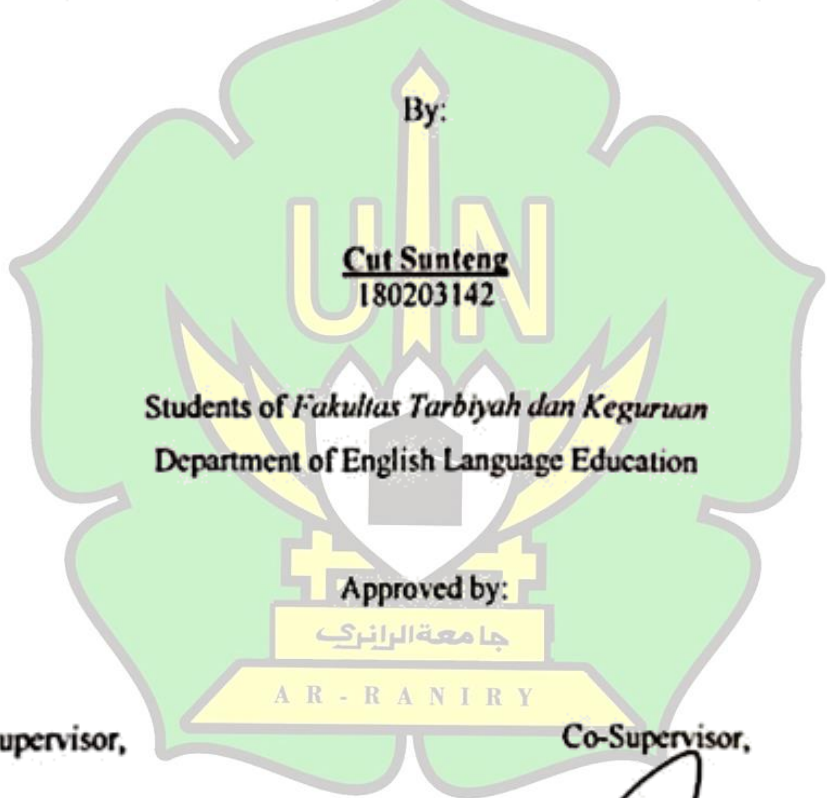 By:
UIN
Cut Sunteng
180203142
Students of Fakultas Tarbiyah dan Keguruan
Department of English Language Education
Approved by:
جامعة الرانري
AR-RANIRY
upervisor,
Co-Supervisor,